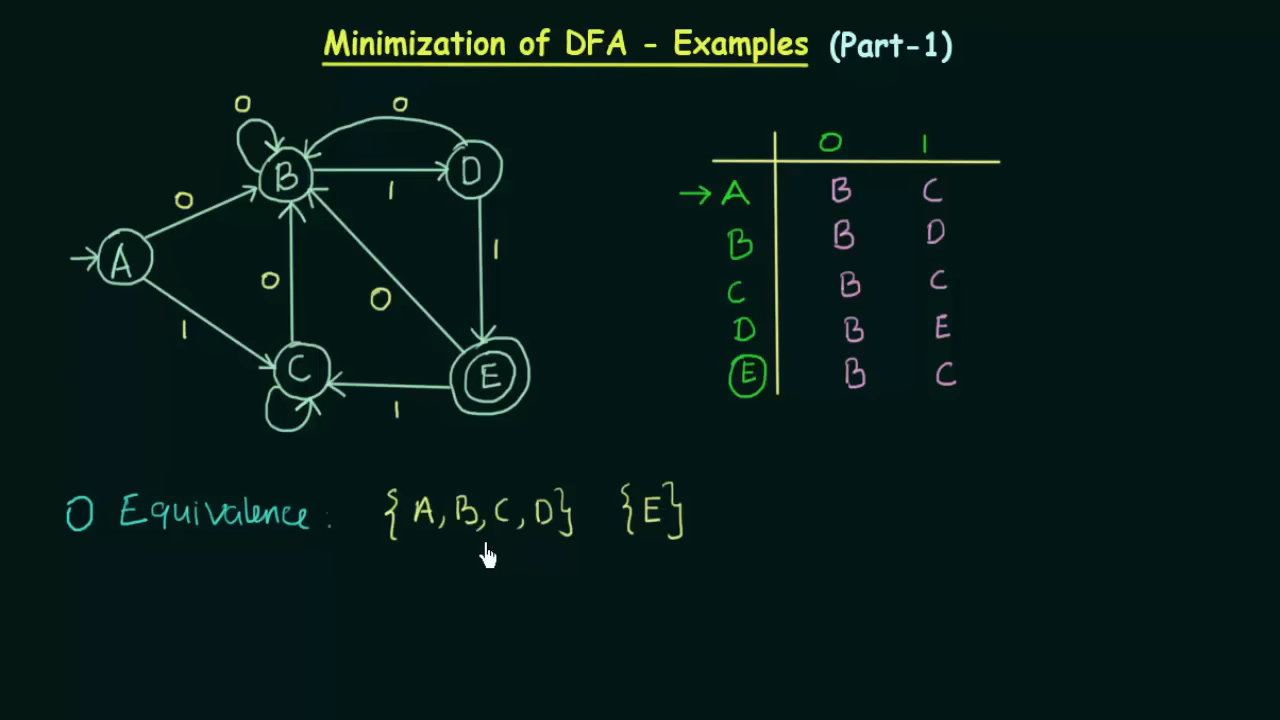 Minimization of DFA - Examples (Part-1)
0 0
B D
0 1
A
0 0 1
1
C E
1
0 1
→ A B C
B B D
C B C
D B E
E B C
0 Equivalence: {A, B, C, D} {E}